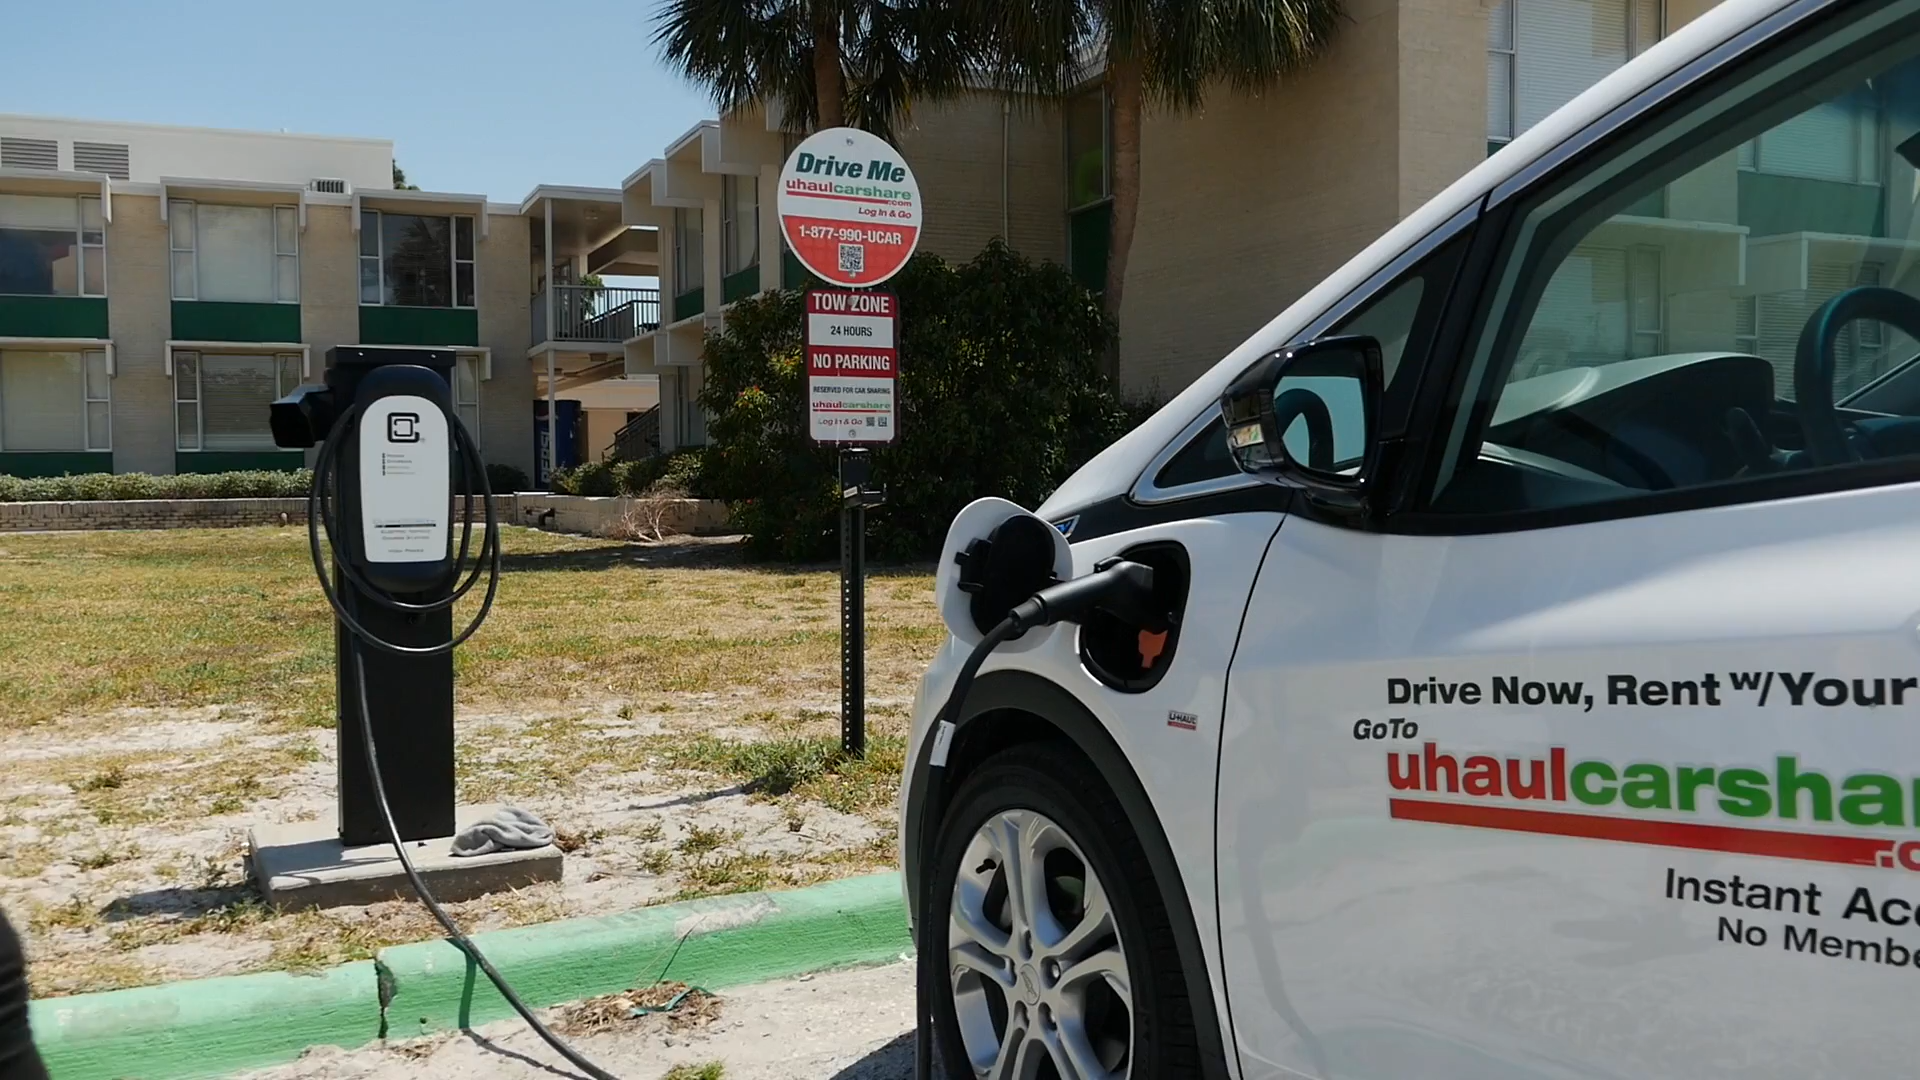 Drive Me
uhaulcarshare
.com
Log In & Go
1-877-990-UCAR
TOW ZONE
24 HOURS
NO PARKING
RESERVED FOR CAR SHARING
uhaulcarshare
Log In & Go
PEPSI
U-HAUL
Drive Now, Rent w/Your
GoTo
uhaulcarshar
.c
Instant Acc
No Membe